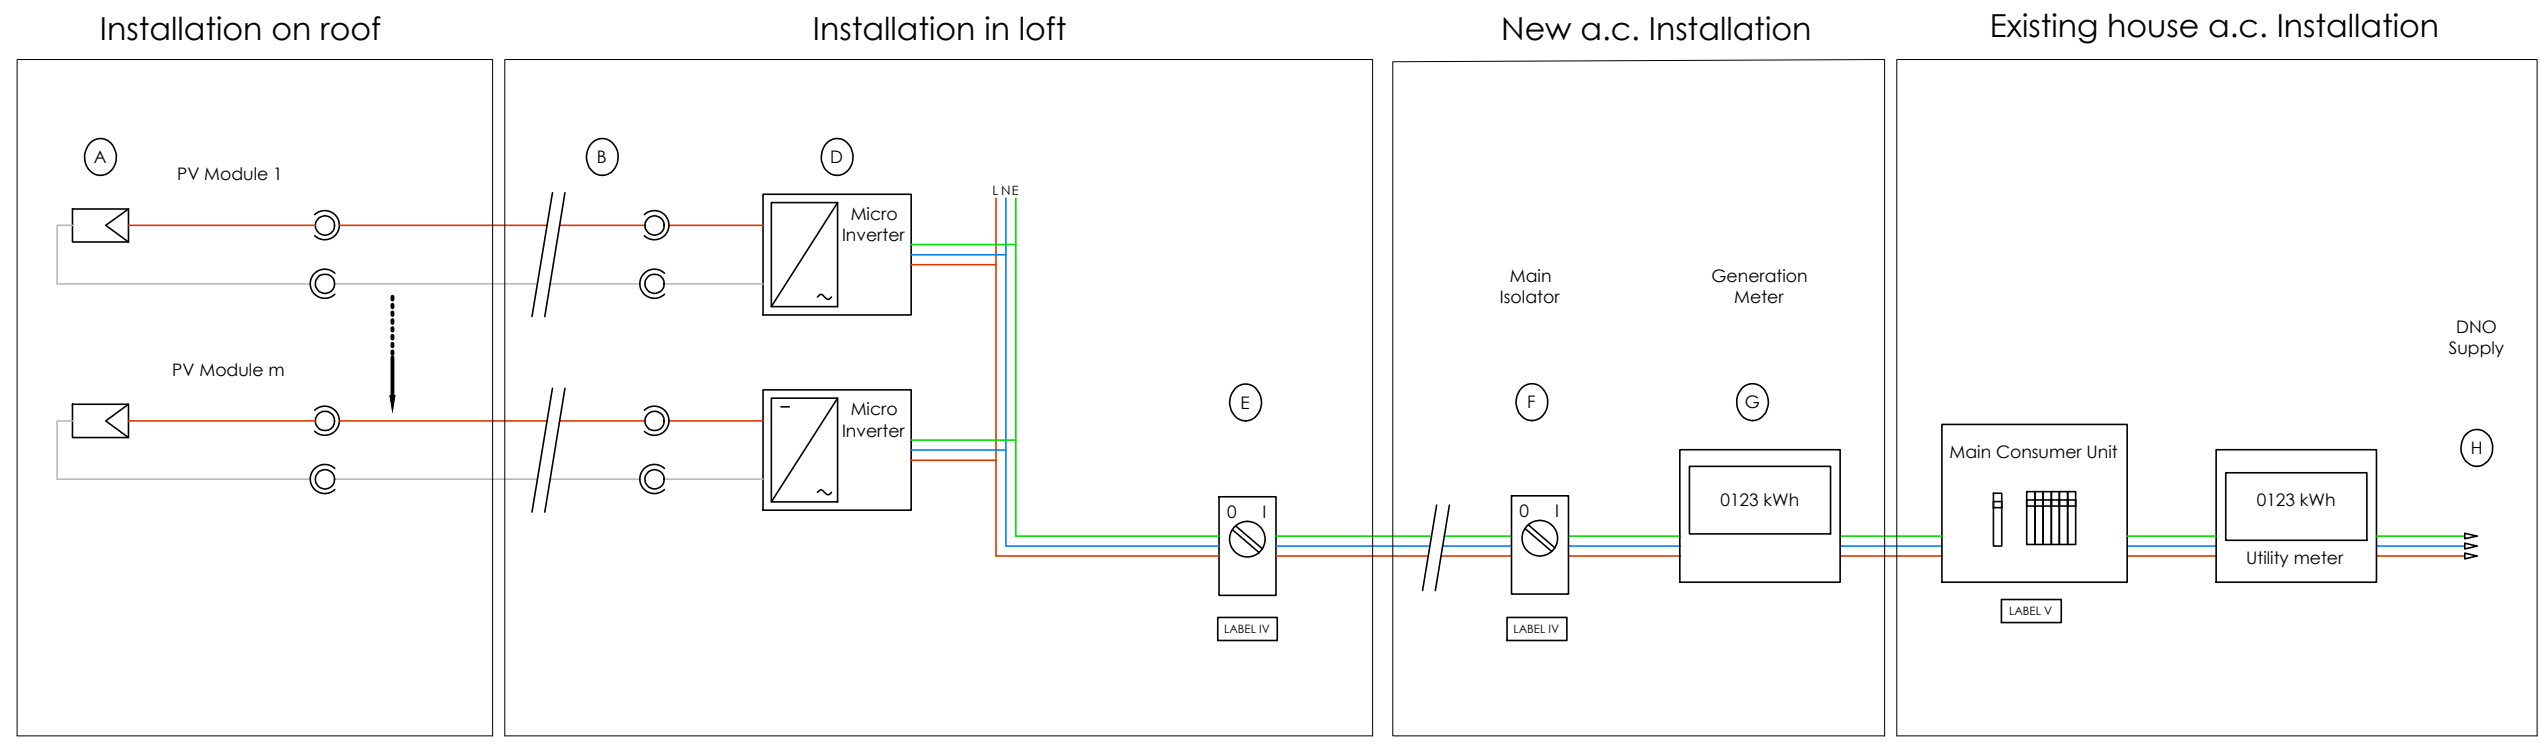 Installation on roof
Installation in loft
New a.c. Installation
Existing house a.c. Installation
A
PV Module 1
PV Module m
B
D
Micro
Inverter
L N E
Micro
Inverter
E
0 I
LABEL IV
Main
Isolator
F
0 I
LABEL IV
Generation
Meter
G
0123 kWh
Main Consumer Unit
LABEL V
0123 kWh
Utility meter
DNO
Supply
H